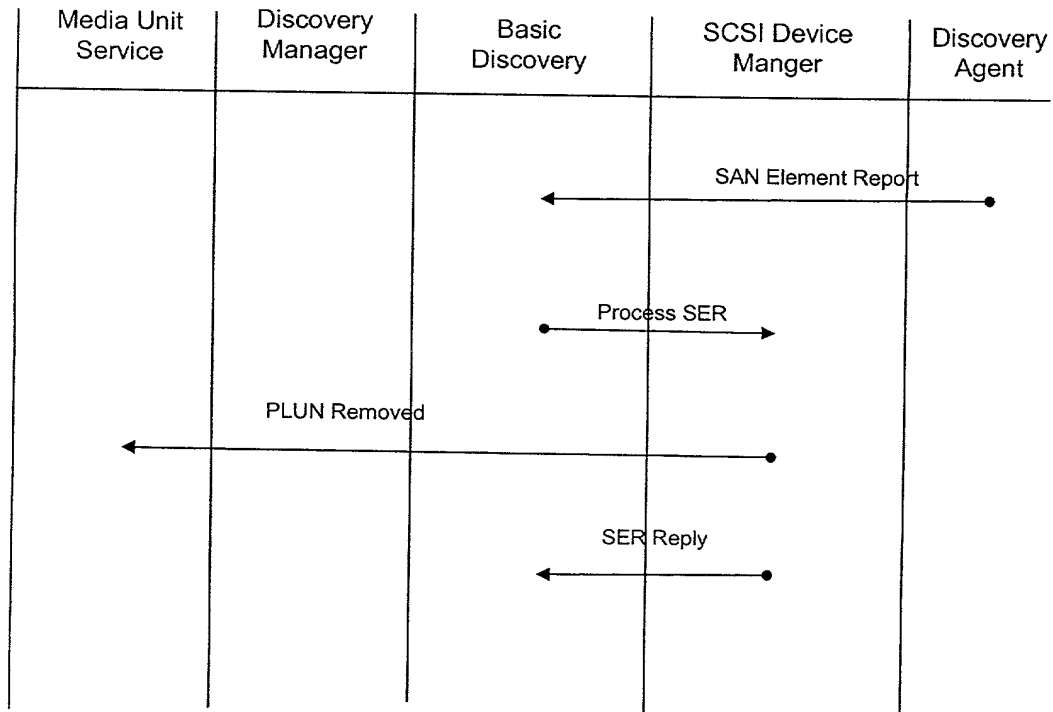 Media Unit
Service
Discovery
Manager
Basic
Discovery
SCSI Device
Manger
Discovery
Agent
SAN Element Report
Process SER
PLUN Removed
SER Reply